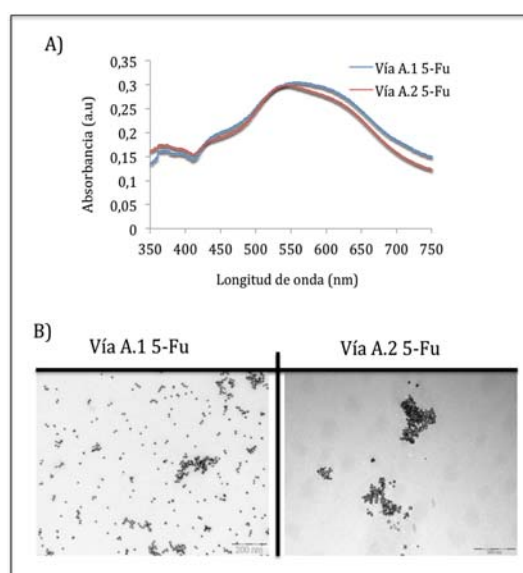 A)
Absorbancia (a.u)
0,35
0,3
0,25
0,2
0,15
0,1
0,05
0
Vía A.1 5-Fu
Vía A.2 5-Fu
350 400 450 500 550 600 650 700 750
Longitud de onda (nm)
B)
Vía A.1 5-Fu Vía A.2 5-Fu
200 nm